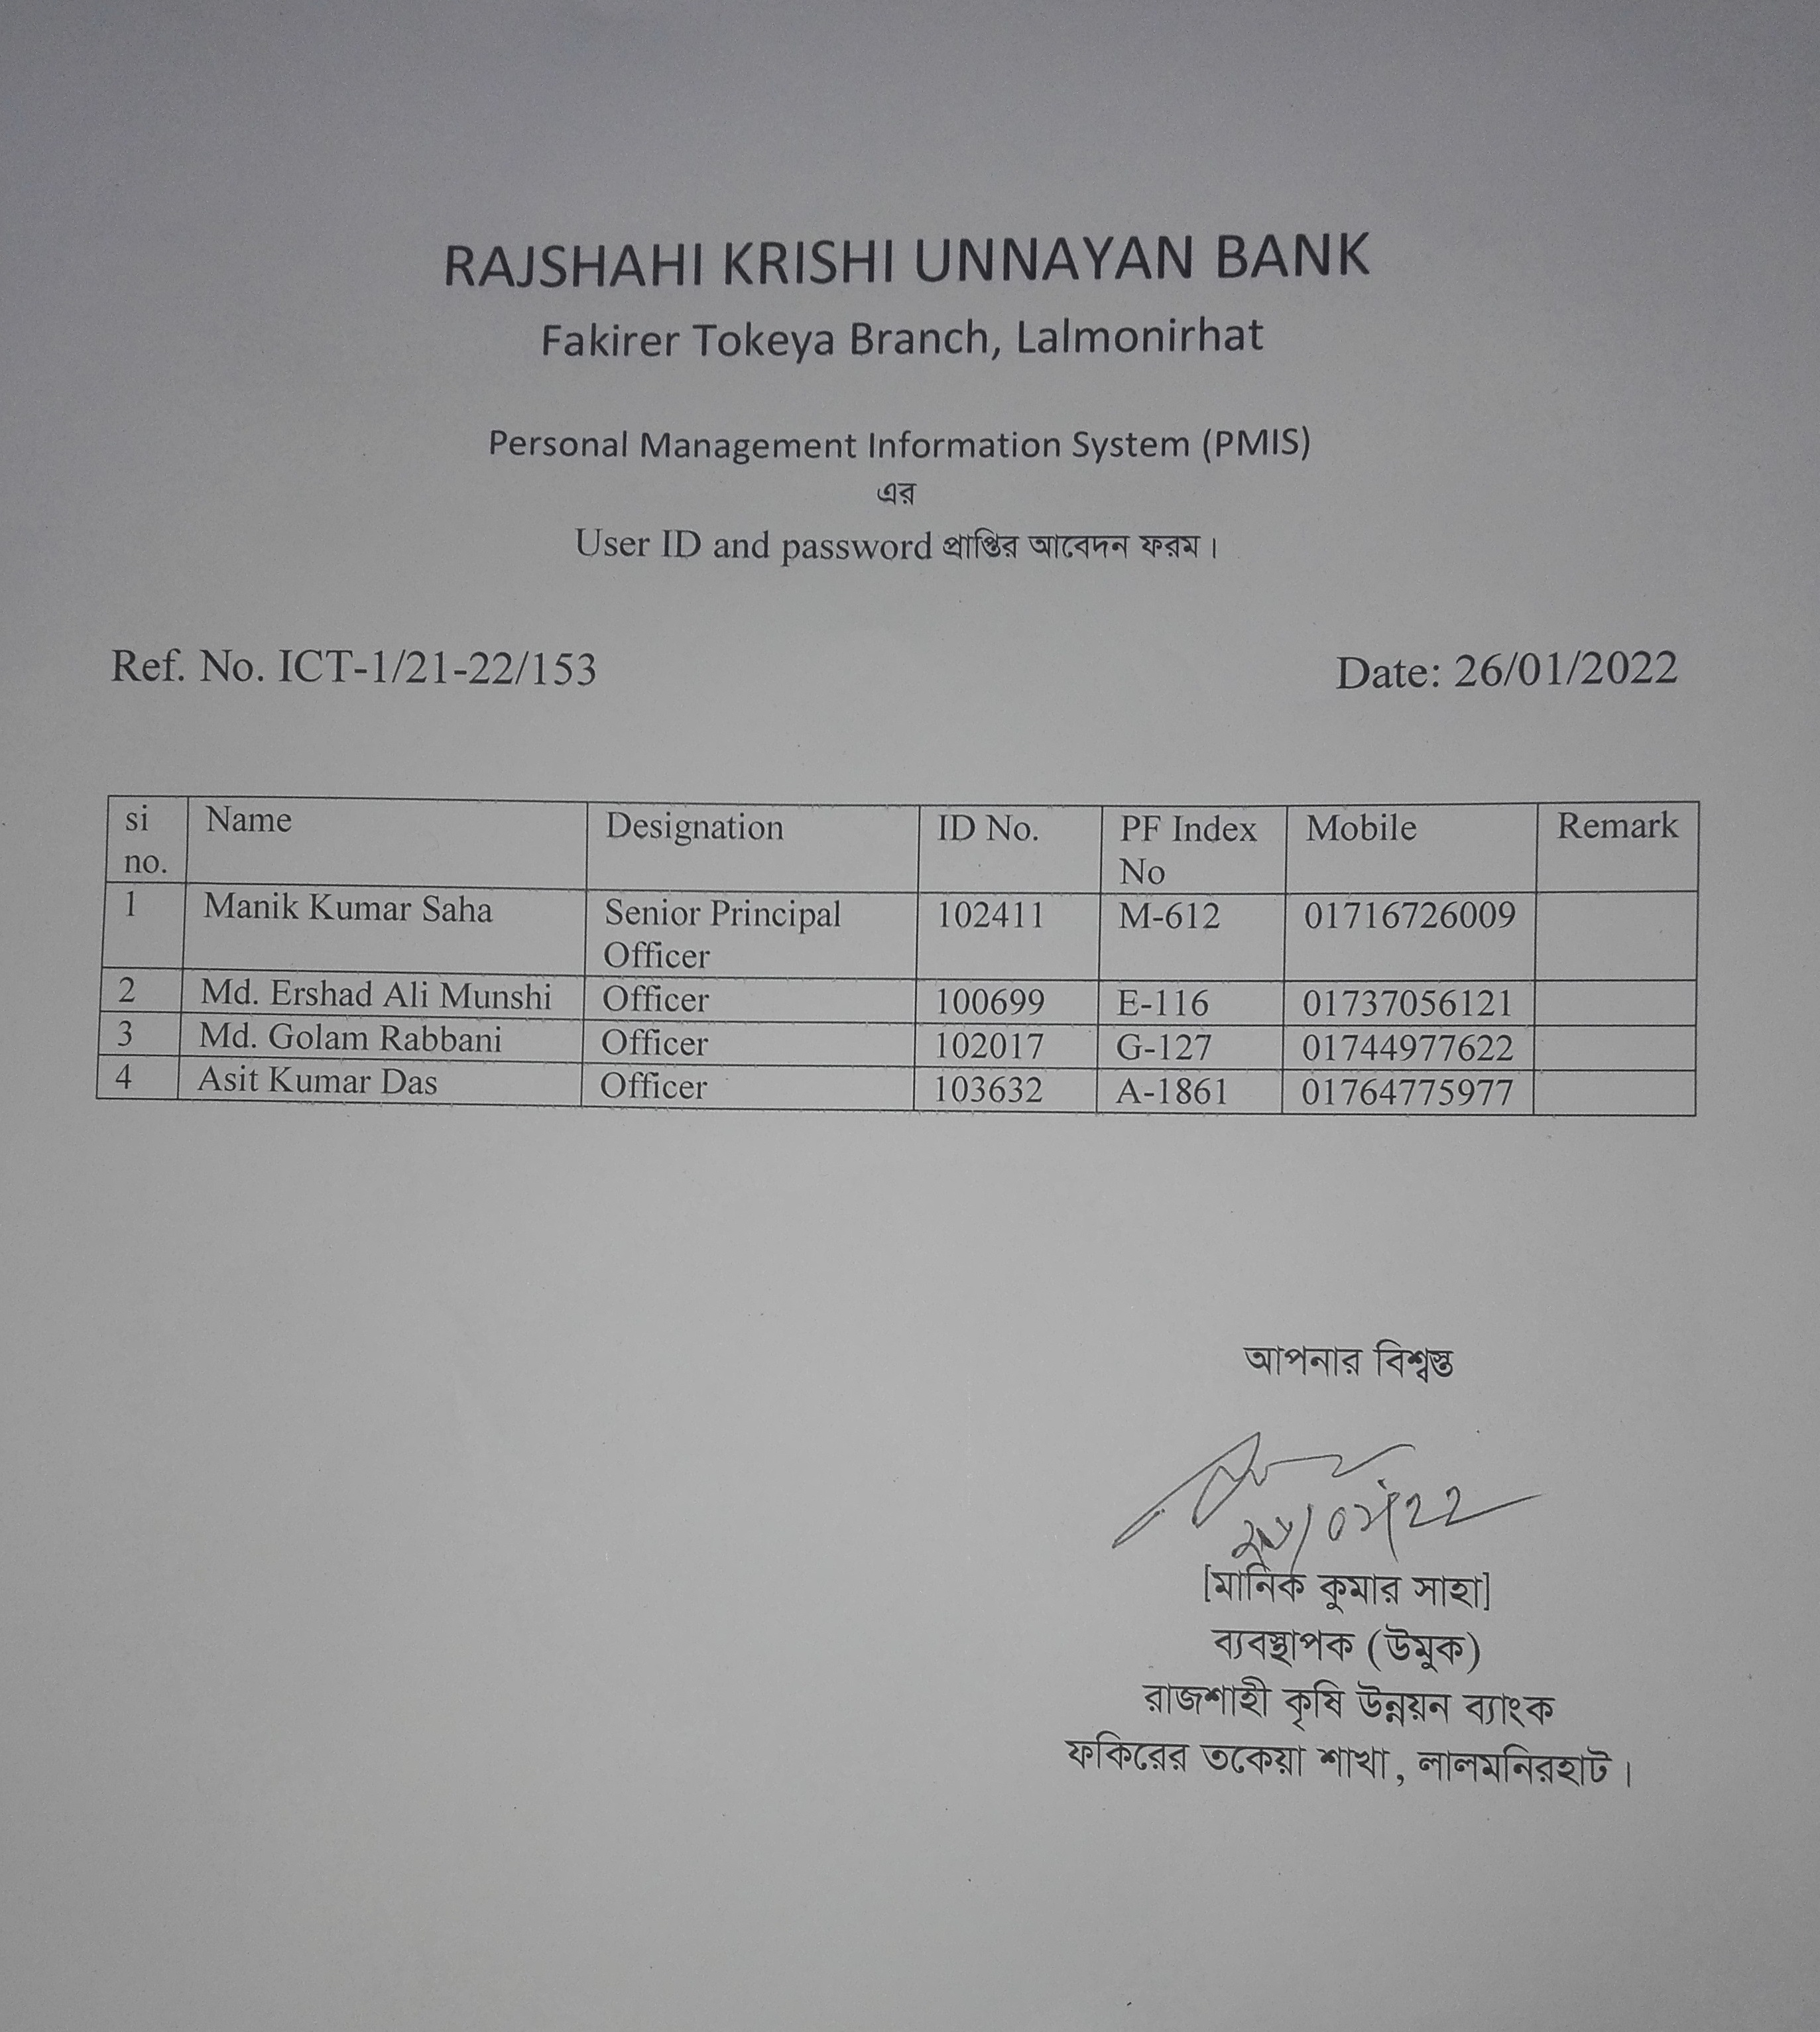 RAJSHAHI KRISHI UNNAYAN BANK
Fakirer Tokeya Branch, Lalmonirhat
Personal Management Information System (PMIS)
এর
User ID and password প্রাপ্তির আবেদন ফরম।
Ref. No. ICT-1/21-22/153 Date: 26/01/2022
si no. Name Designation ID No. PF Index No Mobile Remark
1 Manik Kumar Saha Senior Principal Officer 102411 M-612 01716726009
2 Md. Ershad Ali Munshi Officer 100699 E-116 01737056121
3 Md. Golam Rabbani Officer 102017 G-127 01744977622
4 Asit Kumar Das Officer 103632 A-1861 01764775977
আপনার বিশ্বস্ত
[মানিক কুমার সাহা]
ব্যবস্থাপক (উমুক)
রাজশাহী কৃষি উন্নয়ন ব্যাংক
ফকিরের তকেয়া শাখা, লালমনিরহাট।